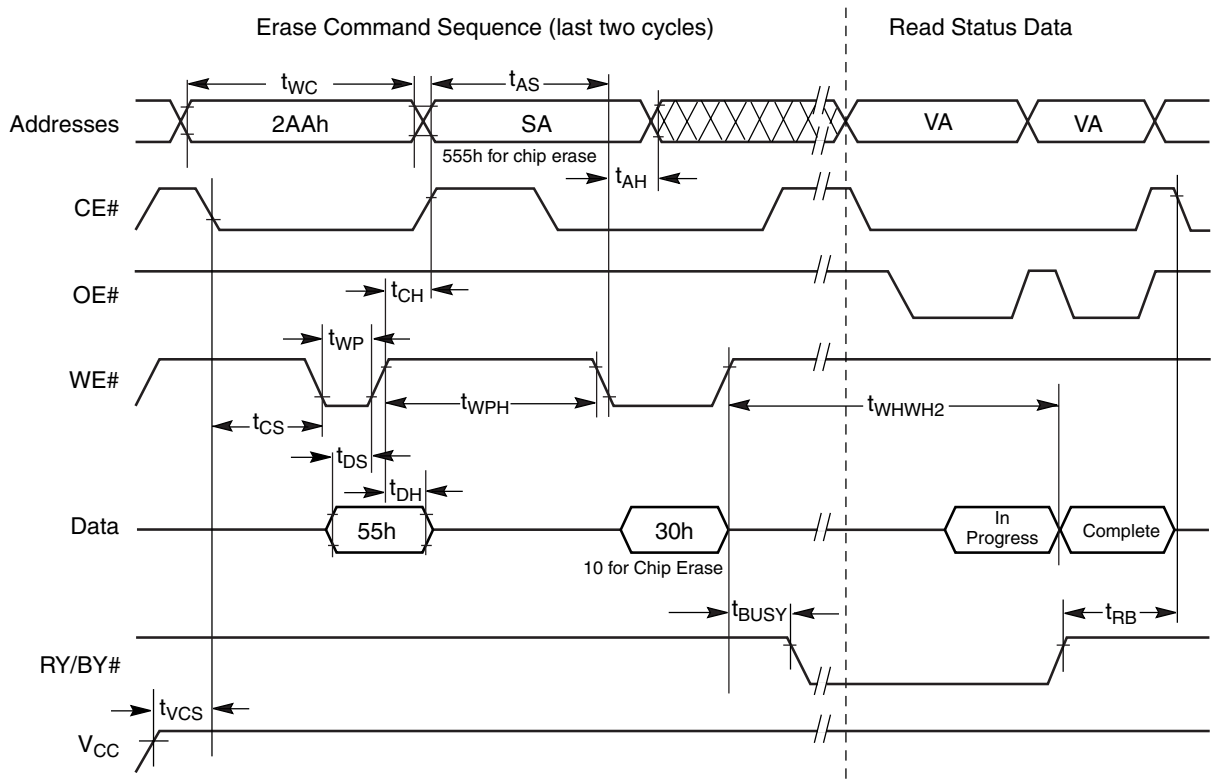 Erase Command Sequence (last two cycles)
Read Status Data
tWC
tAS
Addresses
2AAh
SA
VA
VA
555h for chip erase
tAH
CE#
OE#
tCH
tWP
WE#
tWPH
tWHWH2
tCS
tDS
tDH
Data
55h
30h
In
Progress
Complete
10 for Chip Erase
tBUSY
tRB
RY/BY#
tVCS
VCC